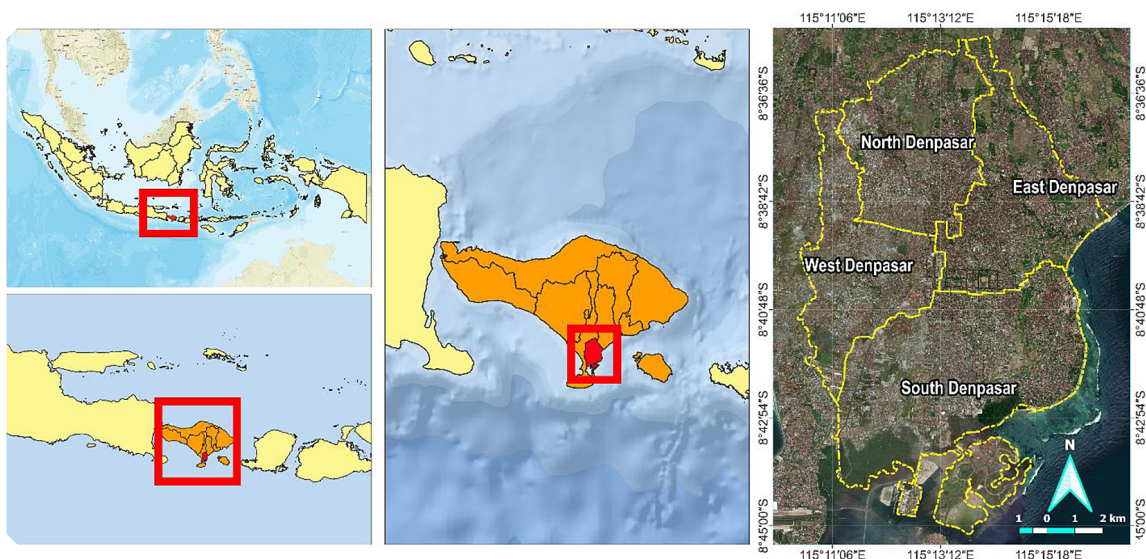 115°11′06″E 115°13′12″E 115°15′18″E
8°36′36″S
8°36′36″S
North Denpasar
East Denpasar
8°38′42″S
8°38′42″S
West Denpasar
8°40′48″S
8°40′48″S
South Denpasar
8°42′54″S
8°42′54″S
N
1 0 1 2 km
8°45′00″S
8°45′00″S
115°11′06″E 115°13′12″E 115°15′18″E